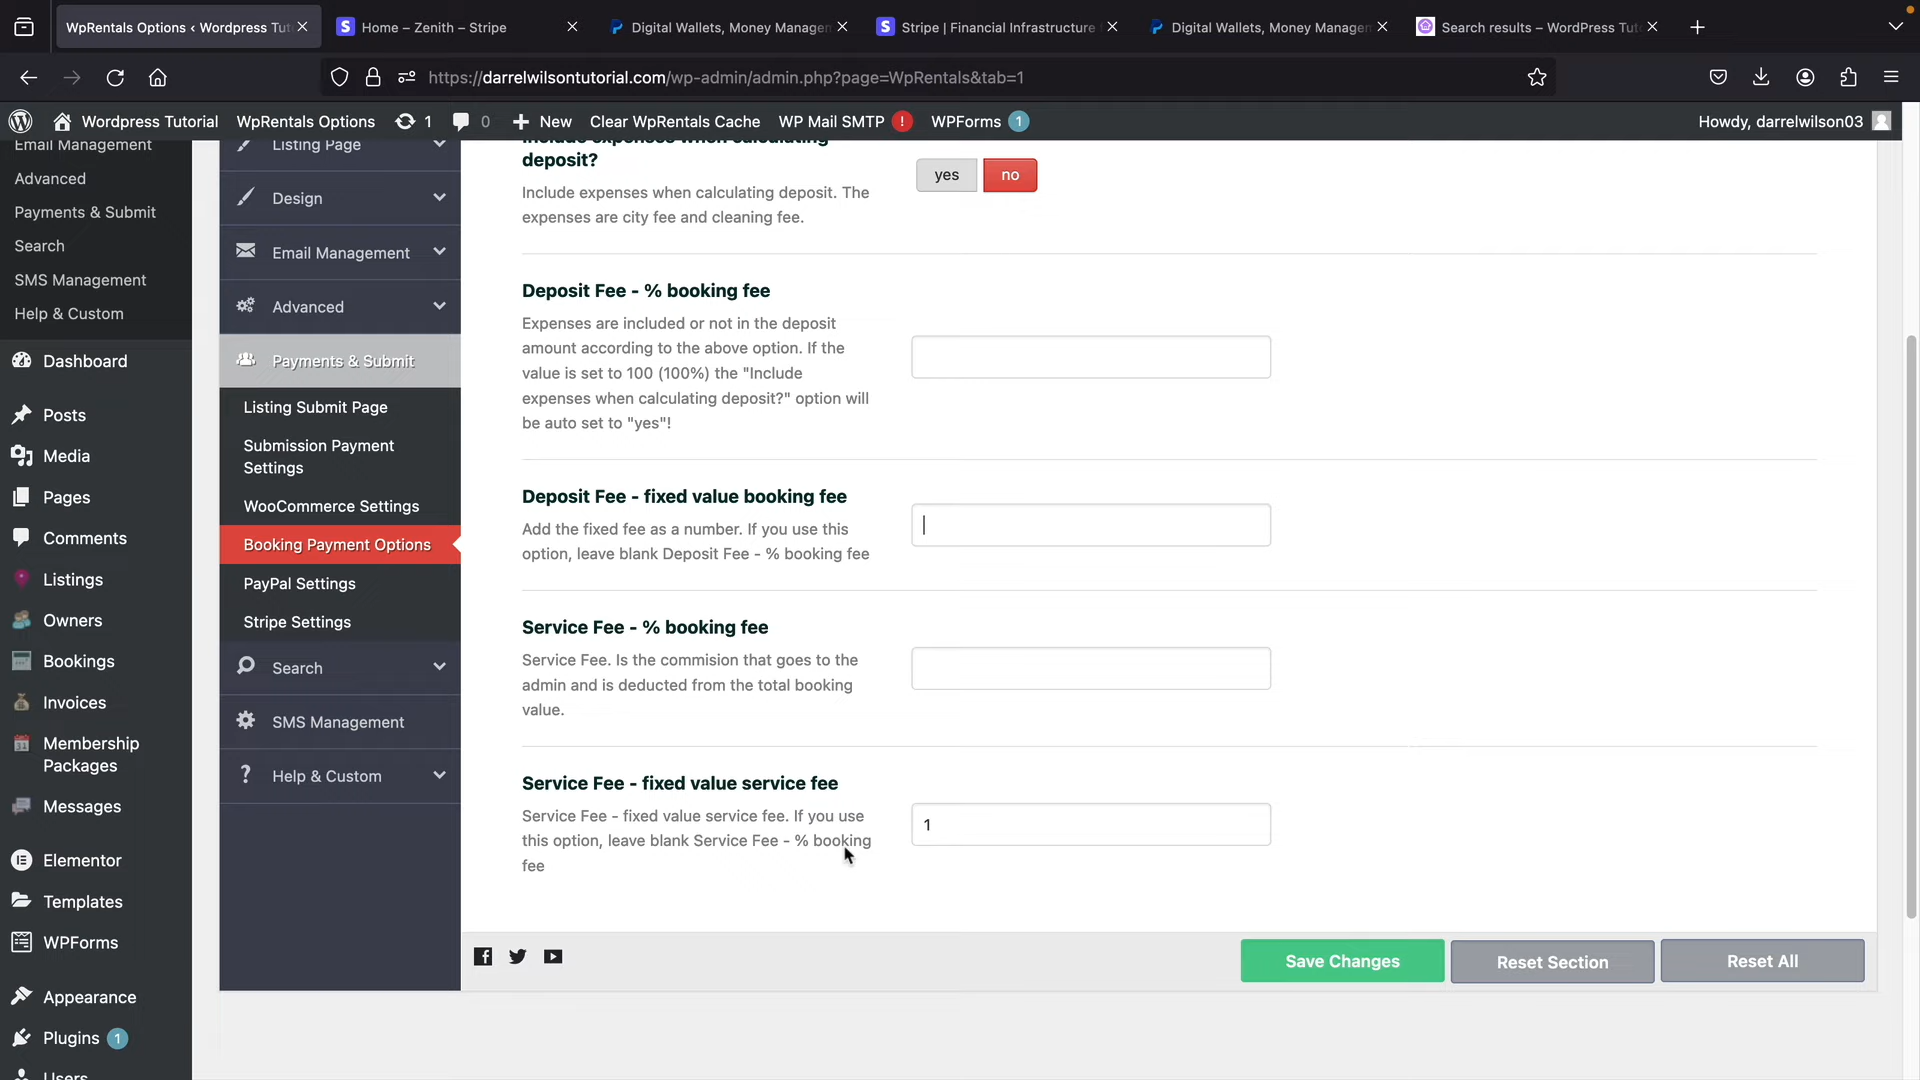 WpRentals Options ‹ Wordpress Tut
Home – Zenith – Stripe
Digital Wallets, Money Manager
Stripe | Financial Infrastructure
Digital Wallets, Money Manager
Search results – WordPress Tut
https://darrelwilsontutorial.com/wp-admin/admin.php?page=WpRentals&tab=1
Wordpress Tutorial
WpRentals Options
1
0
New
Clear WpRentals Cache
WP Mail SMTP !
WPForms 1
Howdy, darrelwilson03
Email Management
Advanced
Payments & Submit
Search
SMS Management
Help & Custom
Dashboard
Posts
Media
Pages
Comments
Listings
Owners
Bookings
Invoices
Membership
Packages
Messages
Elementor
Templates
WPForms
Appearance
Plugins 1
Users
Listing Page
Design
Email Management
Advanced
Payments & Submit
Listing Submit Page
Submission Payment
Settings
WooCommerce Settings
Booking Payment Options
PayPal Settings
Stripe Settings
Search
SMS Management
Help & Custom
Include expenses when calculating
deposit?
Include expenses when calculating deposit. The
expenses are city fee and cleaning fee.
yes
no
Deposit Fee - % booking fee
Expenses are included or not in the deposit
amount according to the above option. If the
value is set to 100 (100%) the "Include
expenses when calculating deposit?" option will
be auto set to "yes"!
Deposit Fee - fixed value booking fee
Add the fixed fee as a number. If you use this
option, leave blank Deposit Fee - % booking fee
Service Fee - % booking fee
Service Fee. Is the commision that goes to the
admin and is deducted from the total booking
value.
Service Fee - fixed value service fee
Service Fee - fixed value service fee. If you use
this option, leave blank Service Fee - % booking
fee
1
Save Changes
Reset Section
Reset All